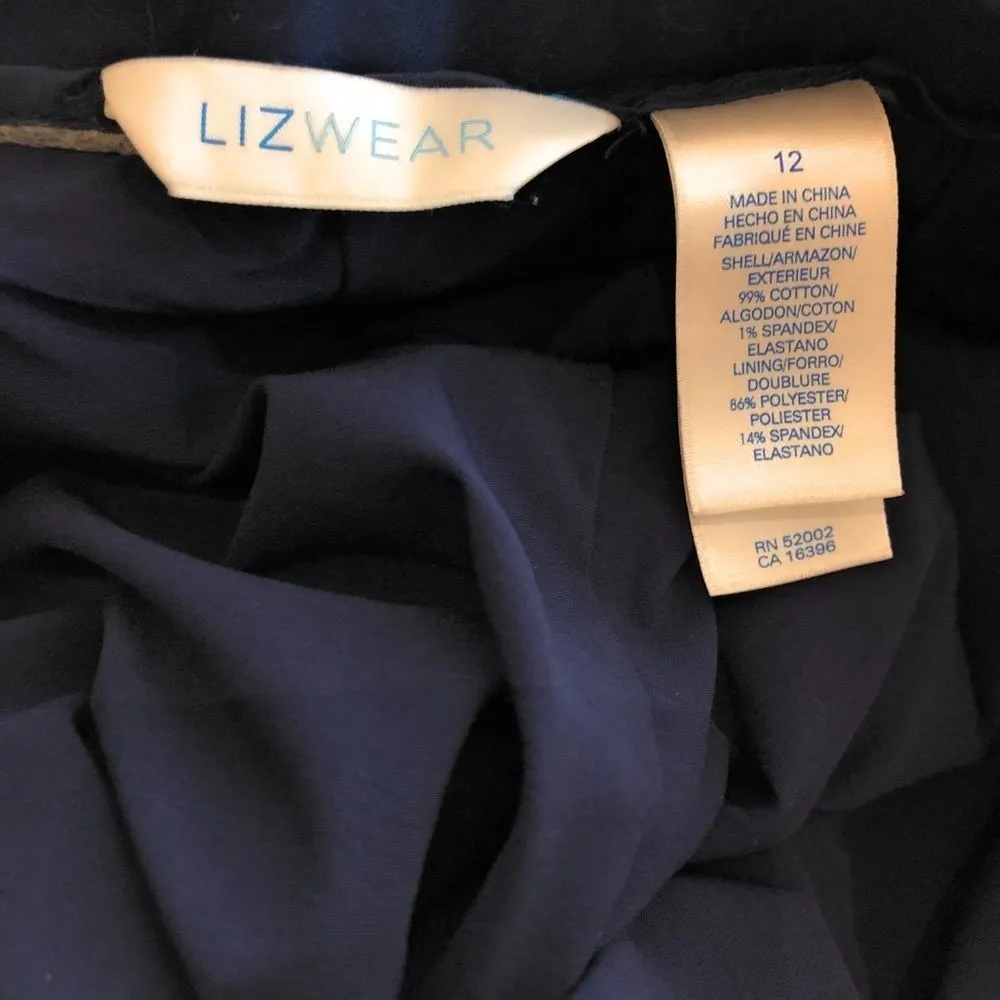 LIZWEAR
12
MADE IN CHINA
HECHO EN CHINA
FABRIQUÉ EN CHINE
SHELL/ARMAZON/
EXTERIEUR
99% COTTON/
ALGODON/COTON
1% SPANDEX/
ELASTANO
LINING/FORRO/
DOUBLURE
86% POLYESTER/
POLIESTER
14% SPANDEX/
ELASTANO
RN 52002
CA 16396